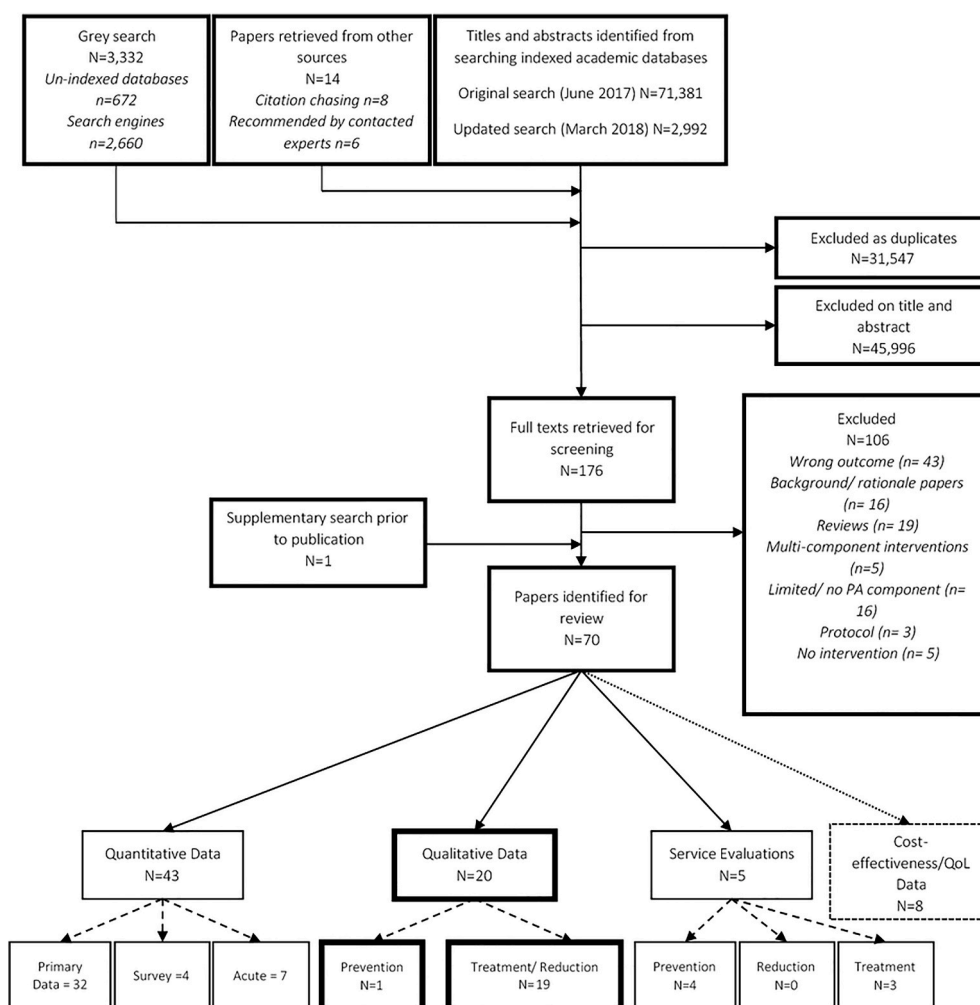 Grey search
N=3,332
Un-indexed databases
n=672
Search engines
n=2,660
Papers retrieved from other
sources
N=14
Citation chasing n=8
Recommended by contacted
experts n=6
Titles and abstracts identified from
searching indexed academic databases
Original search (June 2017) N=71,381
Updated search (March 2018) N=2,992
Excluded as duplicates
N=31,547
Excluded on title and
abstract
N=45,996
Full texts retrieved for
screening
N=176
Excluded
N=106
Wrong outcome (n= 43)
Background/ rationale papers
(n= 16)
Reviews (n= 19)
Multi-component interventions
(n=5)
Limited/ no PA component (n=
16)
Protocol (n= 3)
No intervention (n= 5)
Supplementary search prior
to publication
N=1
Papers identified for
review
N=70
Quantitative Data
N=43
Qualitative Data
N=20
Service Evaluations
N=5
Cost-
effectiveness/QoL
Data
N=8
Primary
Data = 32
Survey =4
Acute = 7
Prevention
N=1
Treatment/ Reduction
N=19
Prevention
N=4
Reduction
N=0
Treatment
N=3